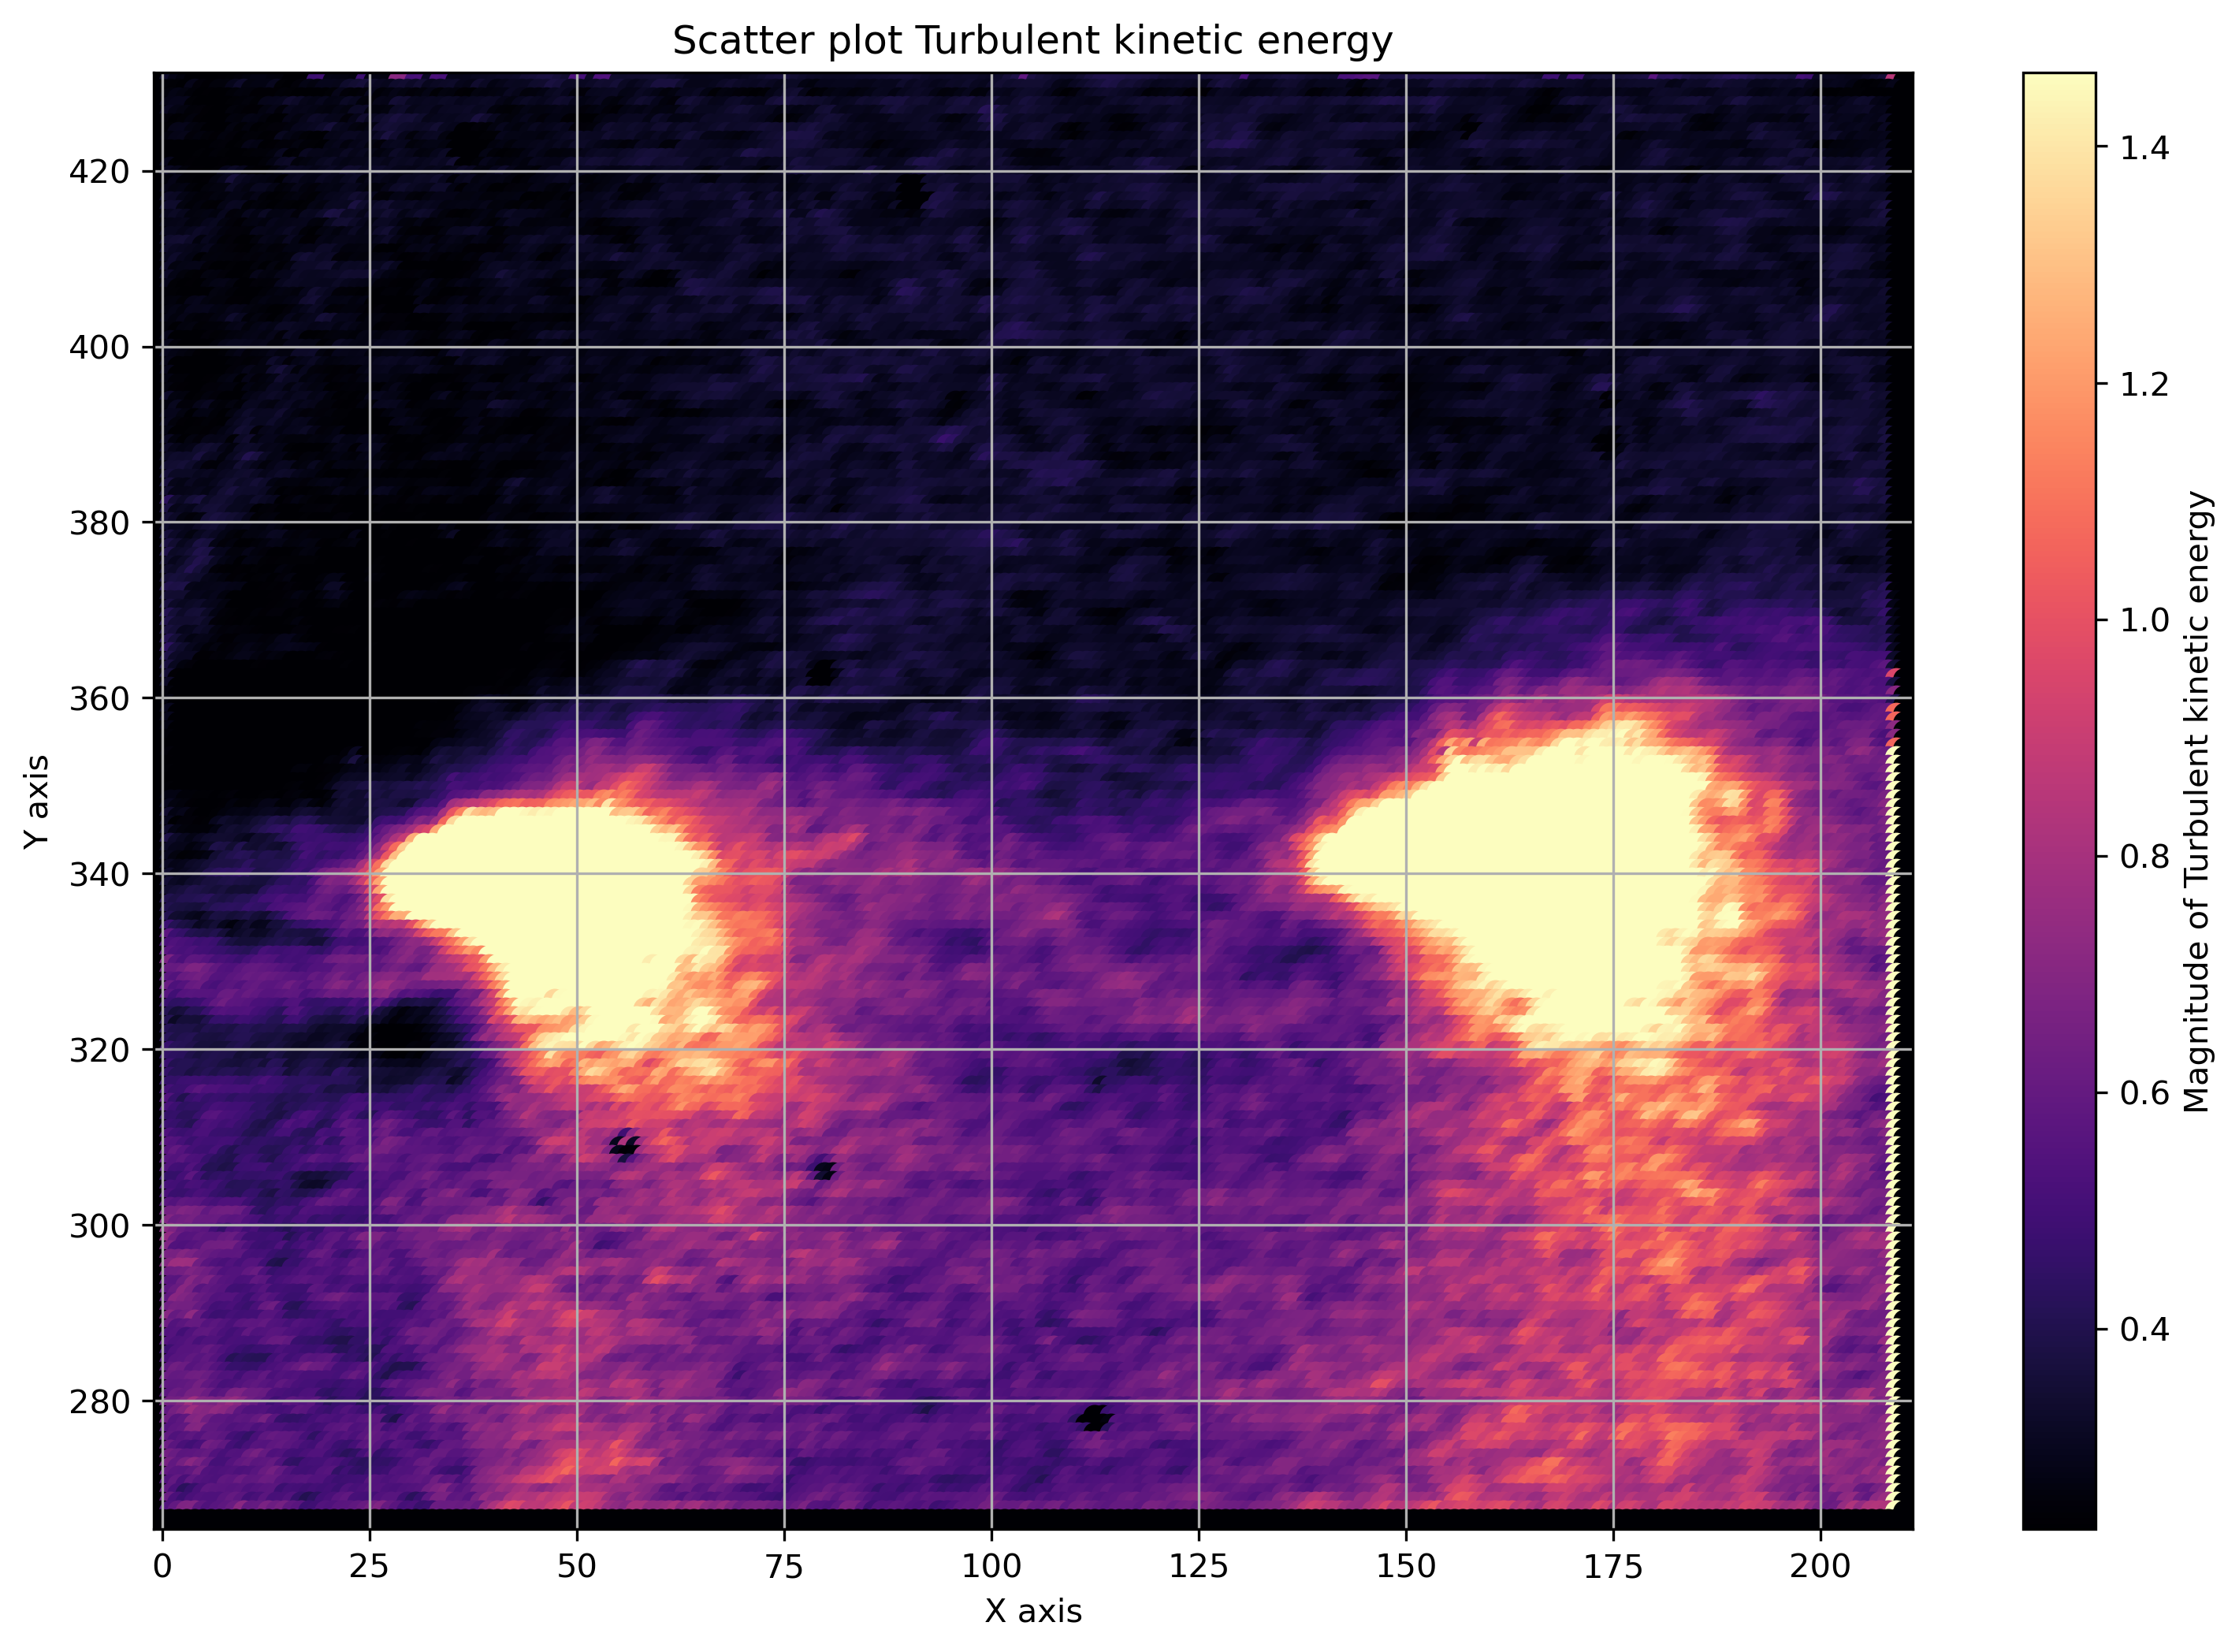 Scatter plot Turbulent kinetic energy
420
400
380
360
340
320
300
280
Y axis
0 25 50 75 100 125 150 175 200
X axis
1.4
1.2
1.0
0.8
0.6
0.4
Magnitude of Turbulent kinetic energy